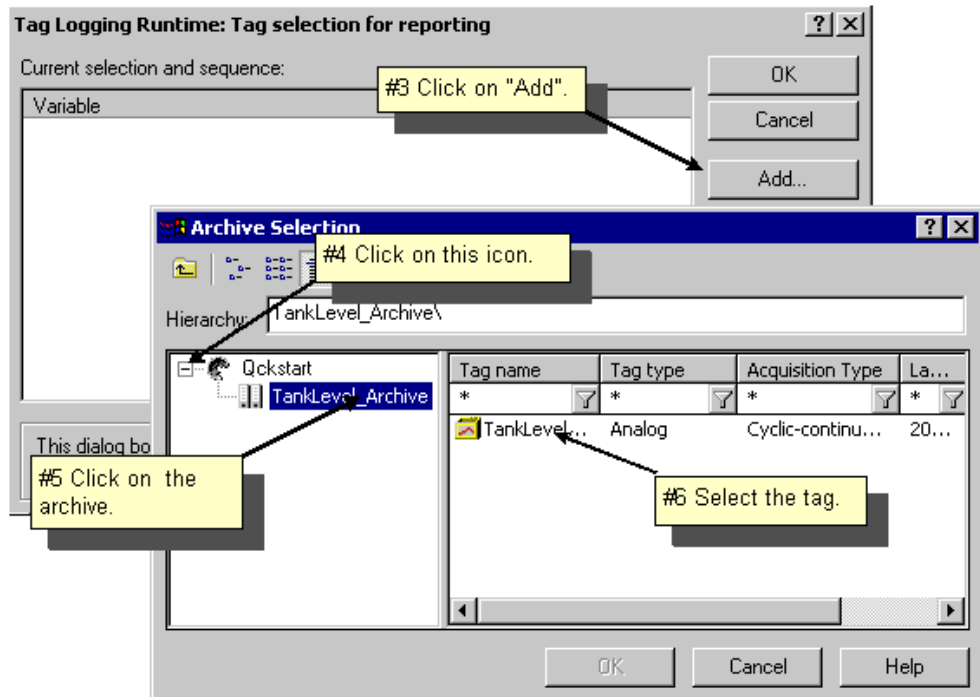 Tag Logging Runtime: Tag selection for reporting
Current selection and sequence:
#3 Click on "Add".
OK
Variable
Cancel
Add...
Archive Selection
#4 Click on this icon.
Hierarchy:
TankLevel_Archive\
Qckstart
TankLevel_Archive
Tag name
Tag type
Acquisition Type
La...
*
*
*
*
TankLevel...
Analog
Cyclic-continu...
20...
This dialog bo
#5 Click on the
archive.
#6 Select the tag.
OK
Cancel
Help